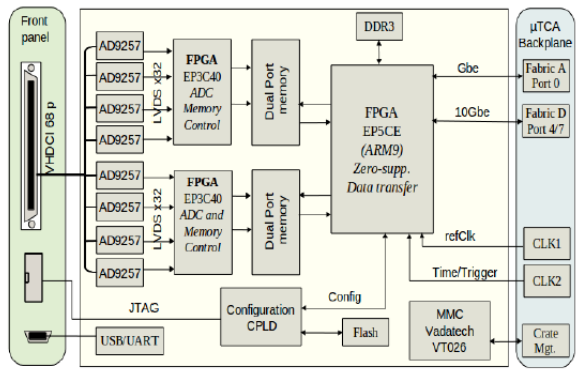 Front
panel
VHDCI 68 p
AD9257
AD9257
AD9257
AD9257
AD9257
AD9257
AD9257
AD9257
LVDS x32
LVDS x32
FPGA
EP3C40
ADC
Memory
Control
FPGA
EP3C40
ADC and
Memory
Control
Dual Port
memory
Dual Port
memory
DDR3
FPGA
EP5CE
(ARM9)
Zero-supp.
Data transfer
Gbe
10Gbe
refClk
Time/Trigger
µTCA
Backplane
Fabric A
Port 0
Fabric D
Port 4/7
CLK1
CLK2
Crate
Mgt.
JTAG
USB/UART
Configuration
CPLD
Config
Flash
MMC
Vadatech
VT026